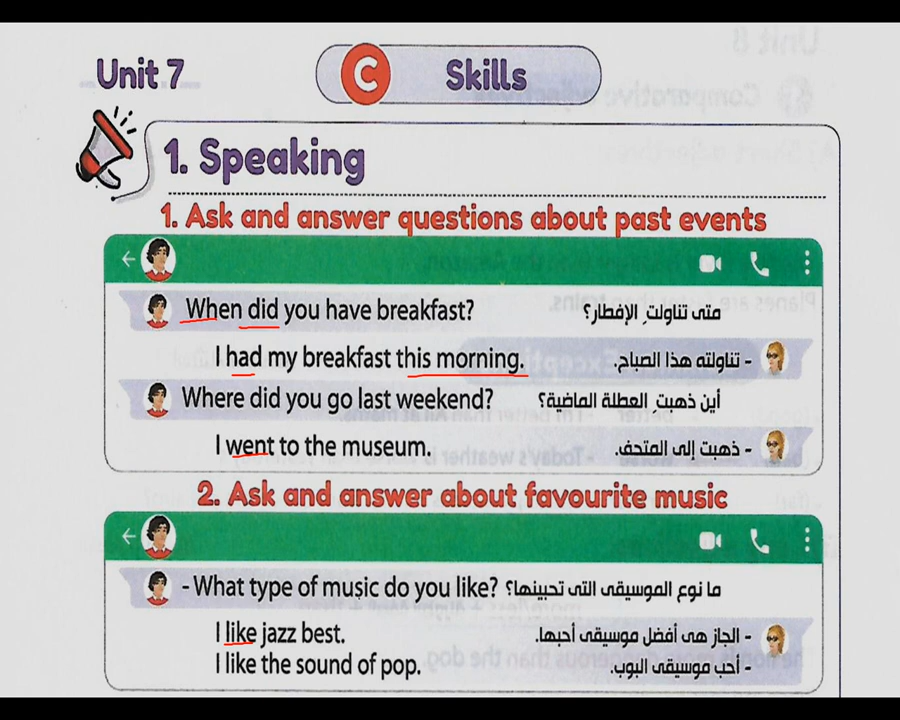 Unit 7
C Skills
1. Speaking
1. Ask and answer questions about past events
When did you have breakfast? متى تناولتِ الإفطار؟
I had my breakfast this morning. - تناولته هذا الصباح.
Where did you go last weekend? أين ذهبت العطلة الماضية؟
I went to the museum. - ذهبت إلى المتحف.
2. Ask and answer about favourite music
- What type of music do you like? ما نوع الموسيقى التى تحبينها؟
I like jazz best. - الجاز هى أفضل موسيقى أحبها.
I like the sound of pop. - أحب موسيقى البوب.